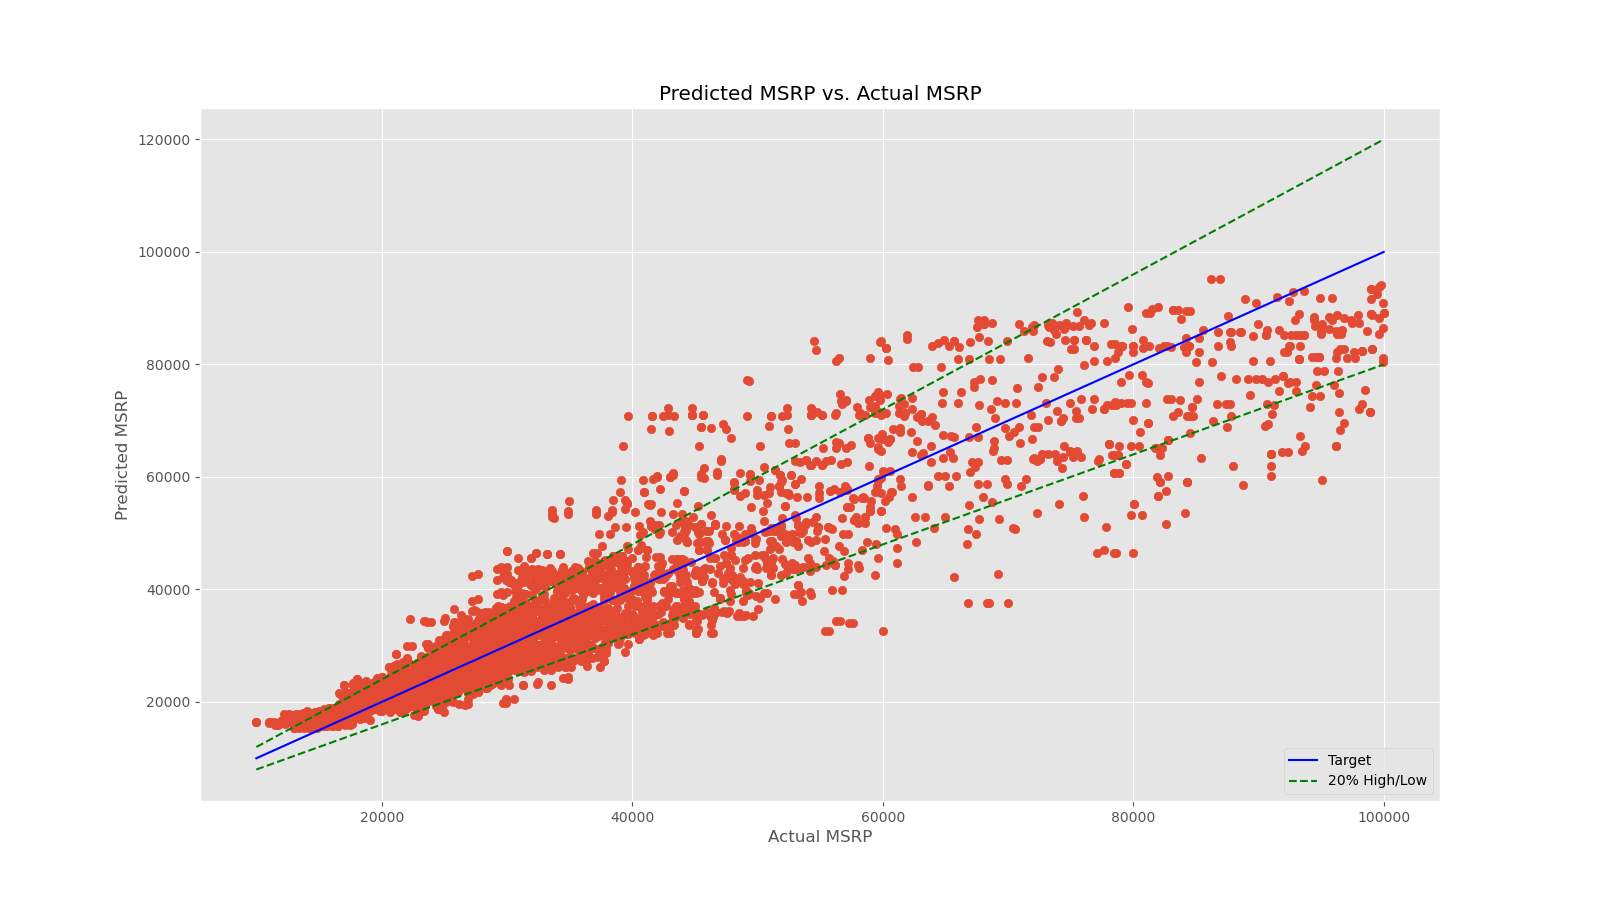 Predicted MSRP vs. Actual MSRP
120000
100000
80000
60000
40000
20000
Predicted MSRP
Target
20% High/Low
20000 40000 60000 80000 100000
Actual MSRP